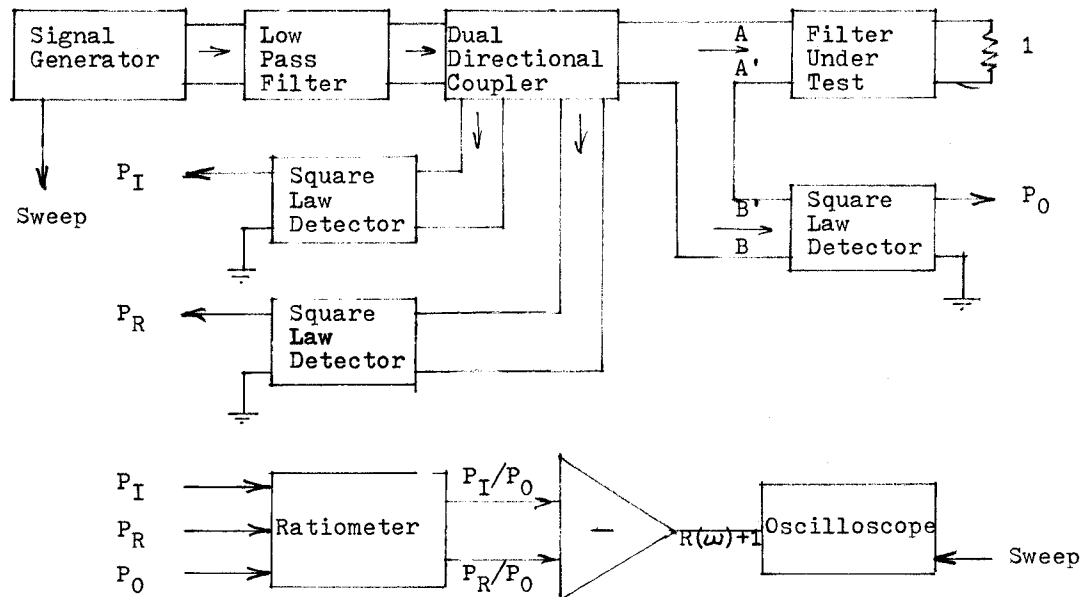 Signal
Generator
Low
Pass
Filter
Dual
Directional
Coupler
A
A'
Filter
Under
Test
1
Sweep
P_I
Square
Law
Detector
B'
B
Square
Law
Detector
P_O
P_R
Square
Law
Detector
P_I
P_R
P_O
Ratiometer
P_I/P_O
P_R/P_O
−
R(ω)+1
Oscilloscope
Sweep